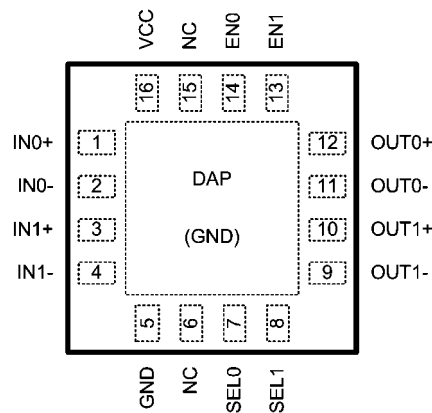 VCC NC EN0 EN1
16 15 14 13
IN0+ 1 12 OUT0+
IN0- 2 DAP 11 OUT0-
IN1+ 3 (GND) 10 OUT1+
IN1- 4 9 OUT1-
5 6 7 8
GND NC SEL0 SEL1